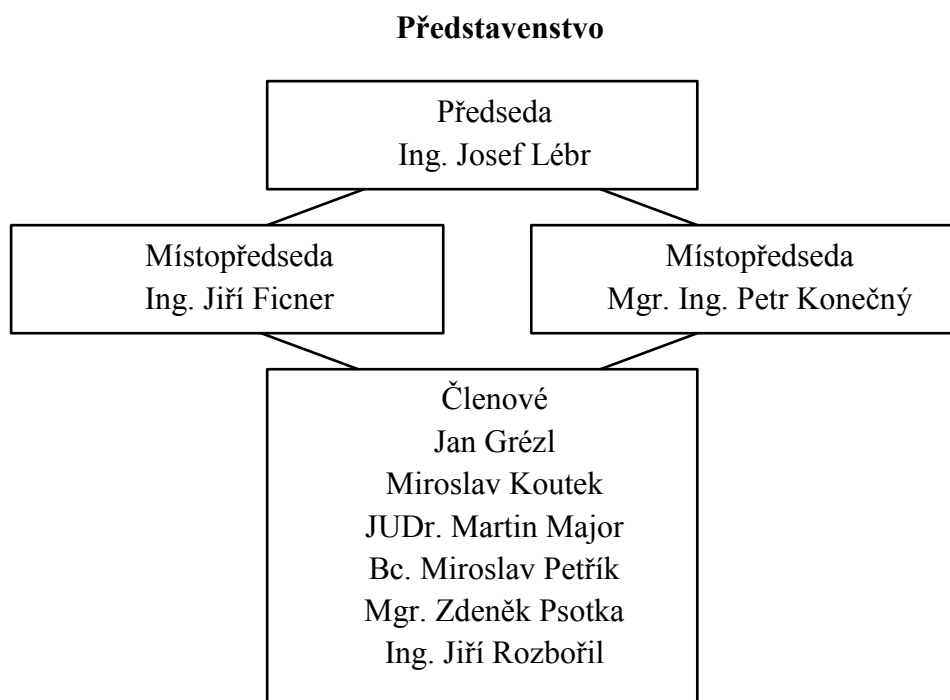 Představenstvo
Předseda
Ing. Josef Lébr
Místopředseda
Ing. Jiří Ficner
Místopředseda
Mgr. Ing. Petr Konečný
Členové
Jan Grézl
Miroslav Koutek
JUDr. Martin Major
Bc. Miroslav Petřík
Mgr. Zdeněk Psotka
Ing. Jiří Rozbořil